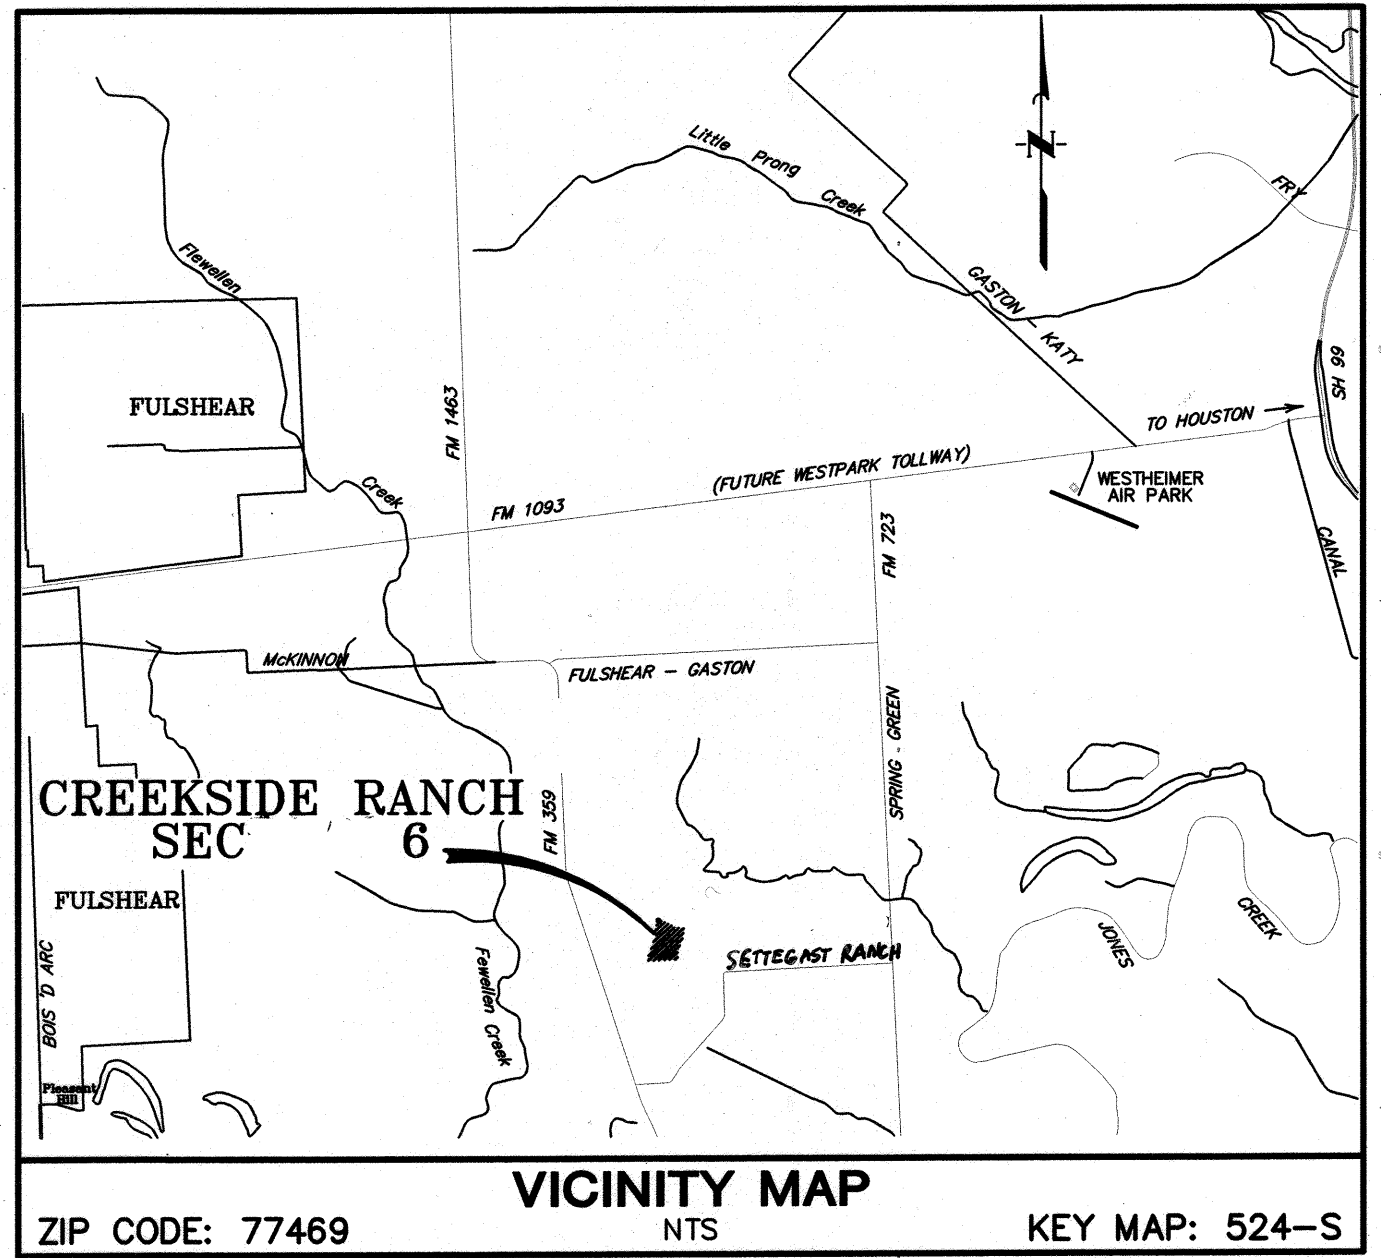 Little Prong Creek
N
FRY
Flewellen
GASTON - KATY
SH 99
FULSHEAR
FM 1463
TO HOUSTON
(FUTURE WESTPARK TOLLWAY)
WESTHEIMER
AIR PARK
Creek
FM 1093
FM 723
CANAL
McKINNON
FULSHEAR - GASTON
SPRING - GREEN
CREEKSIDE RANCH
SEC 6
FM 359
FULSHEAR
CREEK
JONES
SETTEGAST RANCH
BOIS 'D ARC
Fewellen Creek
Pleasant
Hill
VICINITY MAP
ZIP CODE: 77469
NTS
KEY MAP: 524-S